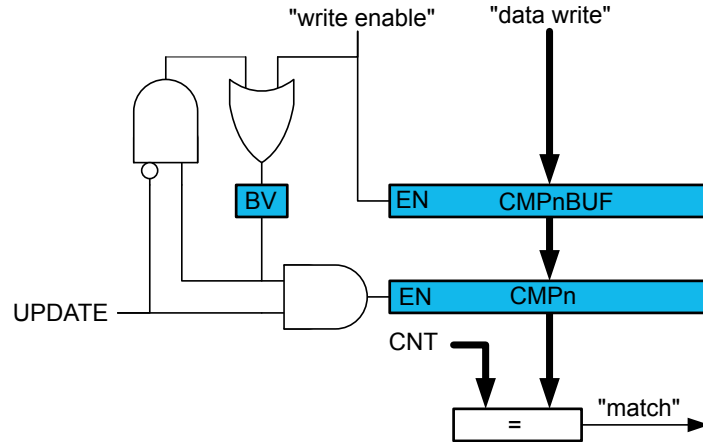 "write enable"
"data write"
BV
EN
CMPnBUF
EN
CMPn
UPDATE
CNT
=
"match"